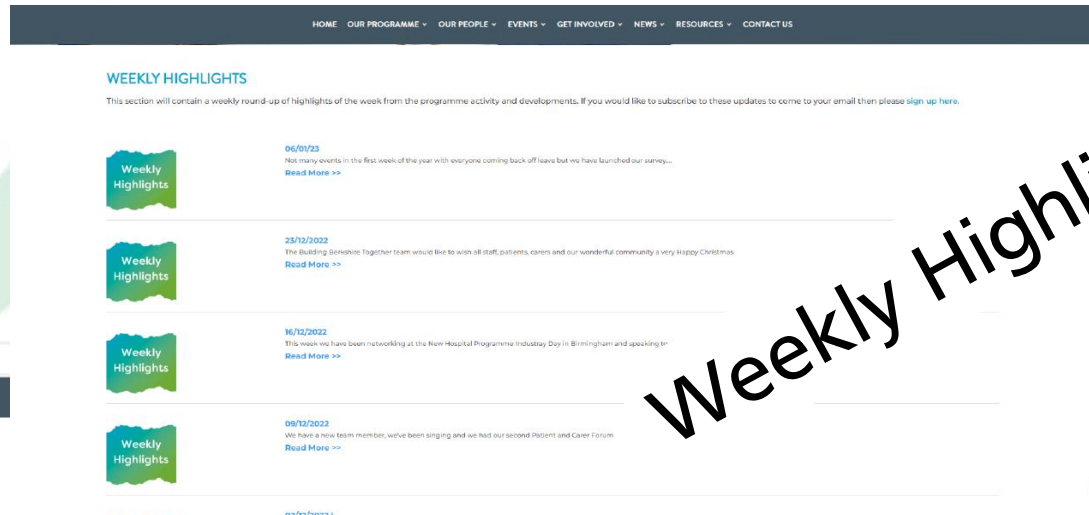 HOME OUR PROGRAMME OUR PEOPLE EVENTS GET INVOLVED NEWS RESOURCES CONTACT US
WEEKLY HIGHLIGHTS
This section will contain a weekly round-up of highlights of the week from the programme activity and developments. If you would like to subscribe to these updates to come to your email then please sign up here.
Weekly
Highlights
06/01/23
Not many events in the first week of the year with everyone coming back off leave but we have launched our survey....
Read More >>
Weekly
Highlights
23/12/2022
The Building Berkshire Together team would like to wish all staff, patients, carers and our wonderful community a very Happy Christmas
Read More >>
Weekly
Highlights
16/12/2022
This week we have been networking at the New Hospital Programme Industray Day in Birmingham and speaking
Read More >>
Weekly
Highlights
09/12/2022
We have a new team member, we've been singing and we had our second Patient and Carer Forum
Read More >>
Weekly Highli